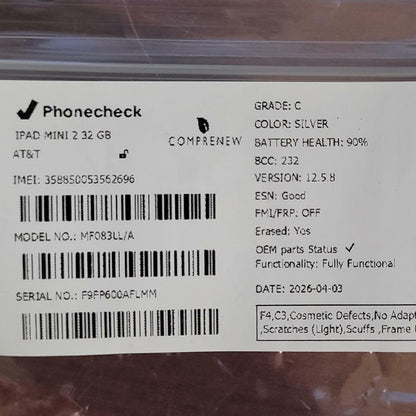 Phonecheck
IPAD MINI 2 32 GB
AT&T
COMPRENEW
IMEI: 358850053562696
MODEL NO.: MF083LL/A
SERIAL NO.: F9FP600AFLMM
GRADE: C
COLOR: SILVER
BATTERY HEALTH: 90%
BCC: 232
VERSION: 12.5.8
ESN: Good
FMI/FRP: OFF
Erased: Yes
OEM parts Status ✓
Functionality: Fully Functional
DATE: 2026-04-03
F4,C3,Cosmetic Defects,No Adapt
,Scratches (Light),Scuffs ,Frame